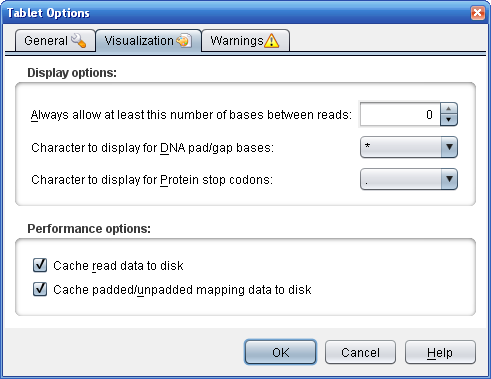 Tablet Options
General Visualization Warnings
Display options:
Always allow at least this number of bases between reads: 0
Character to display for DNA pad/gap bases: *
Character to display for Protein stop codons: .
Performance options:
Cache read data to disk
Cache padded/unpadded mapping data to disk
OK Cancel Help